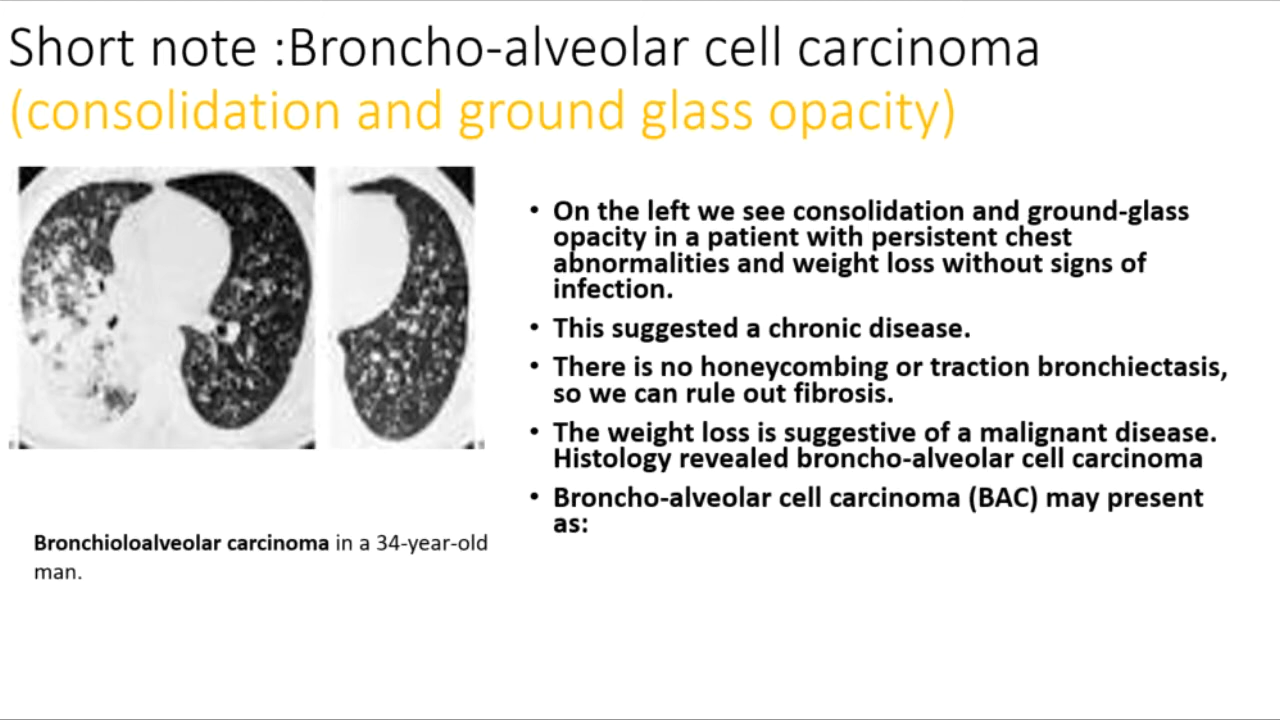 Short note :Broncho-alveolar cell carcinoma
(consolidation and ground glass opacity)
• On the left we see consolidation and ground-glass
opacity in a patient with persistent chest
abnormalities and weight loss without signs of
infection.
• This suggested a chronic disease.
• There is no honeycombing or traction bronchiectasis,
so we can rule out fibrosis.
• The weight loss is suggestive of a malignant disease.
Histology revealed broncho-alveolar cell carcinoma
• Broncho-alveolar cell carcinoma (BAC) may present
as:
Bronchioloalveolar carcinoma in a 34-year-old
man.